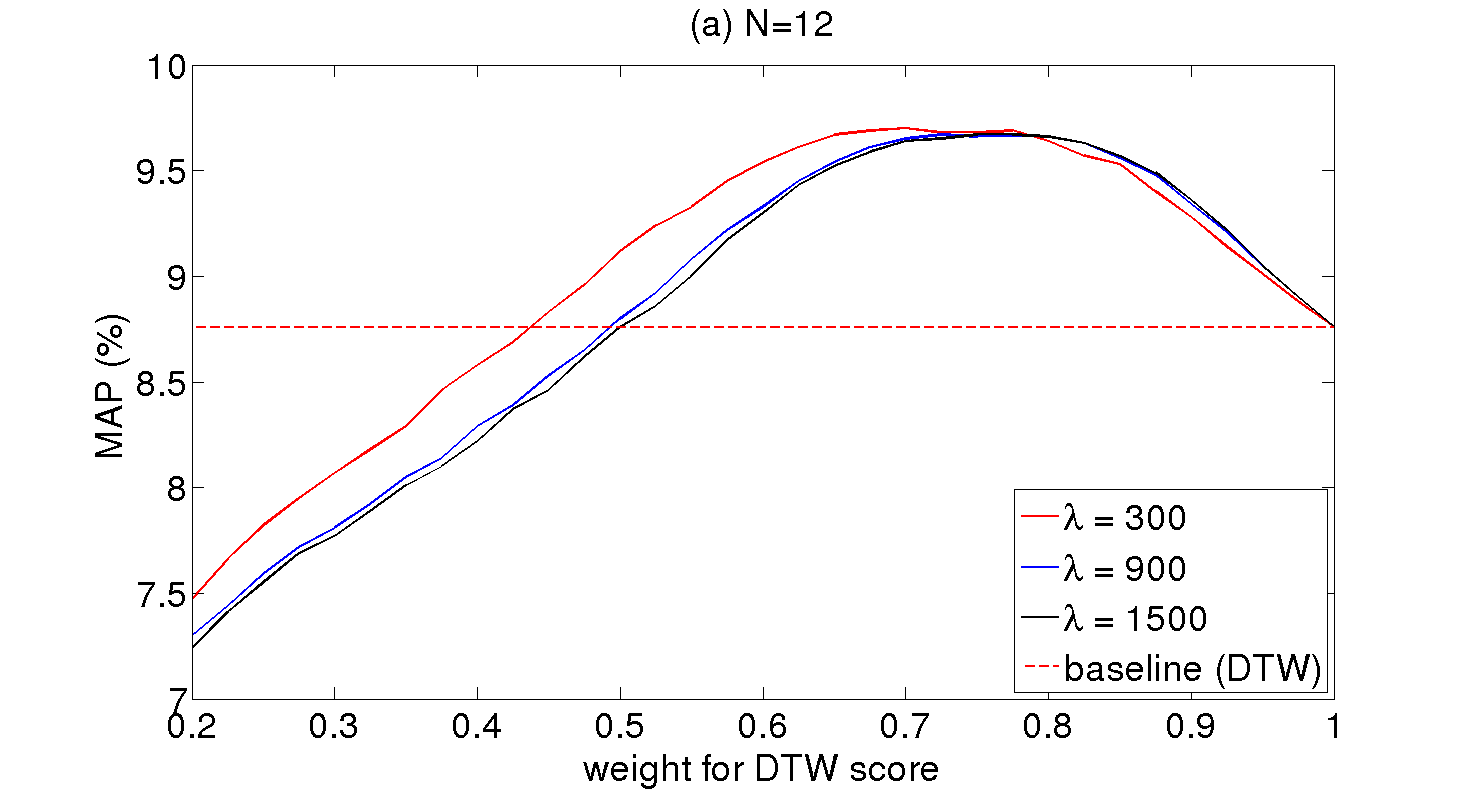 (a) N=12
10
9.5
9
8.5
8
7.5
7
MAP (%)
0.2 0.3 0.4 0.5 0.6 0.7 0.8 0.9 1
weight for DTW score
λ = 300
λ = 900
λ = 1500
baseline (DTW)